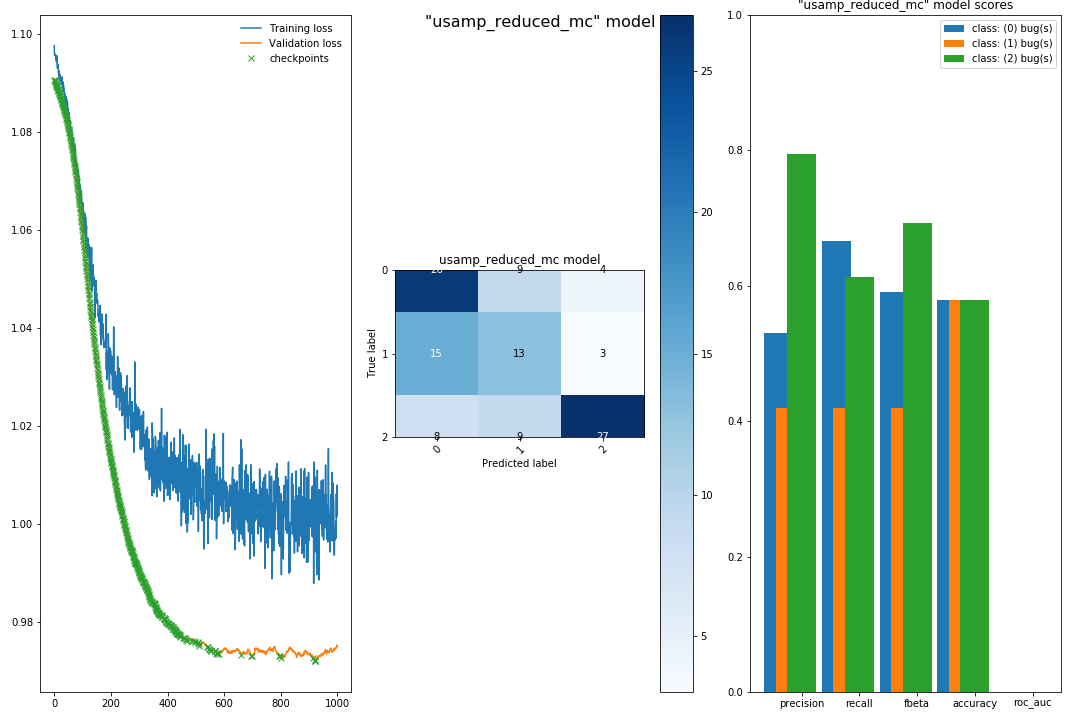 "usamp_reduced_mc" model
Training loss
Validation loss
checkpoints
1.10
1.08
1.06
1.04
1.02
1.00
0.98
0 200 400 600 800 1000
usamp_reduced_mc model
True label
0 9 4
1 15 13 3
2 8 9 27
0 1 2
Predicted label
25
20
15
10
5
"usamp_reduced_mc" model scores
class: (0) bug(s)
class: (1) bug(s)
class: (2) bug(s)
1.0
0.8
0.6
0.4
0.2
0.0
precision recall fbeta accuracy roc_auc